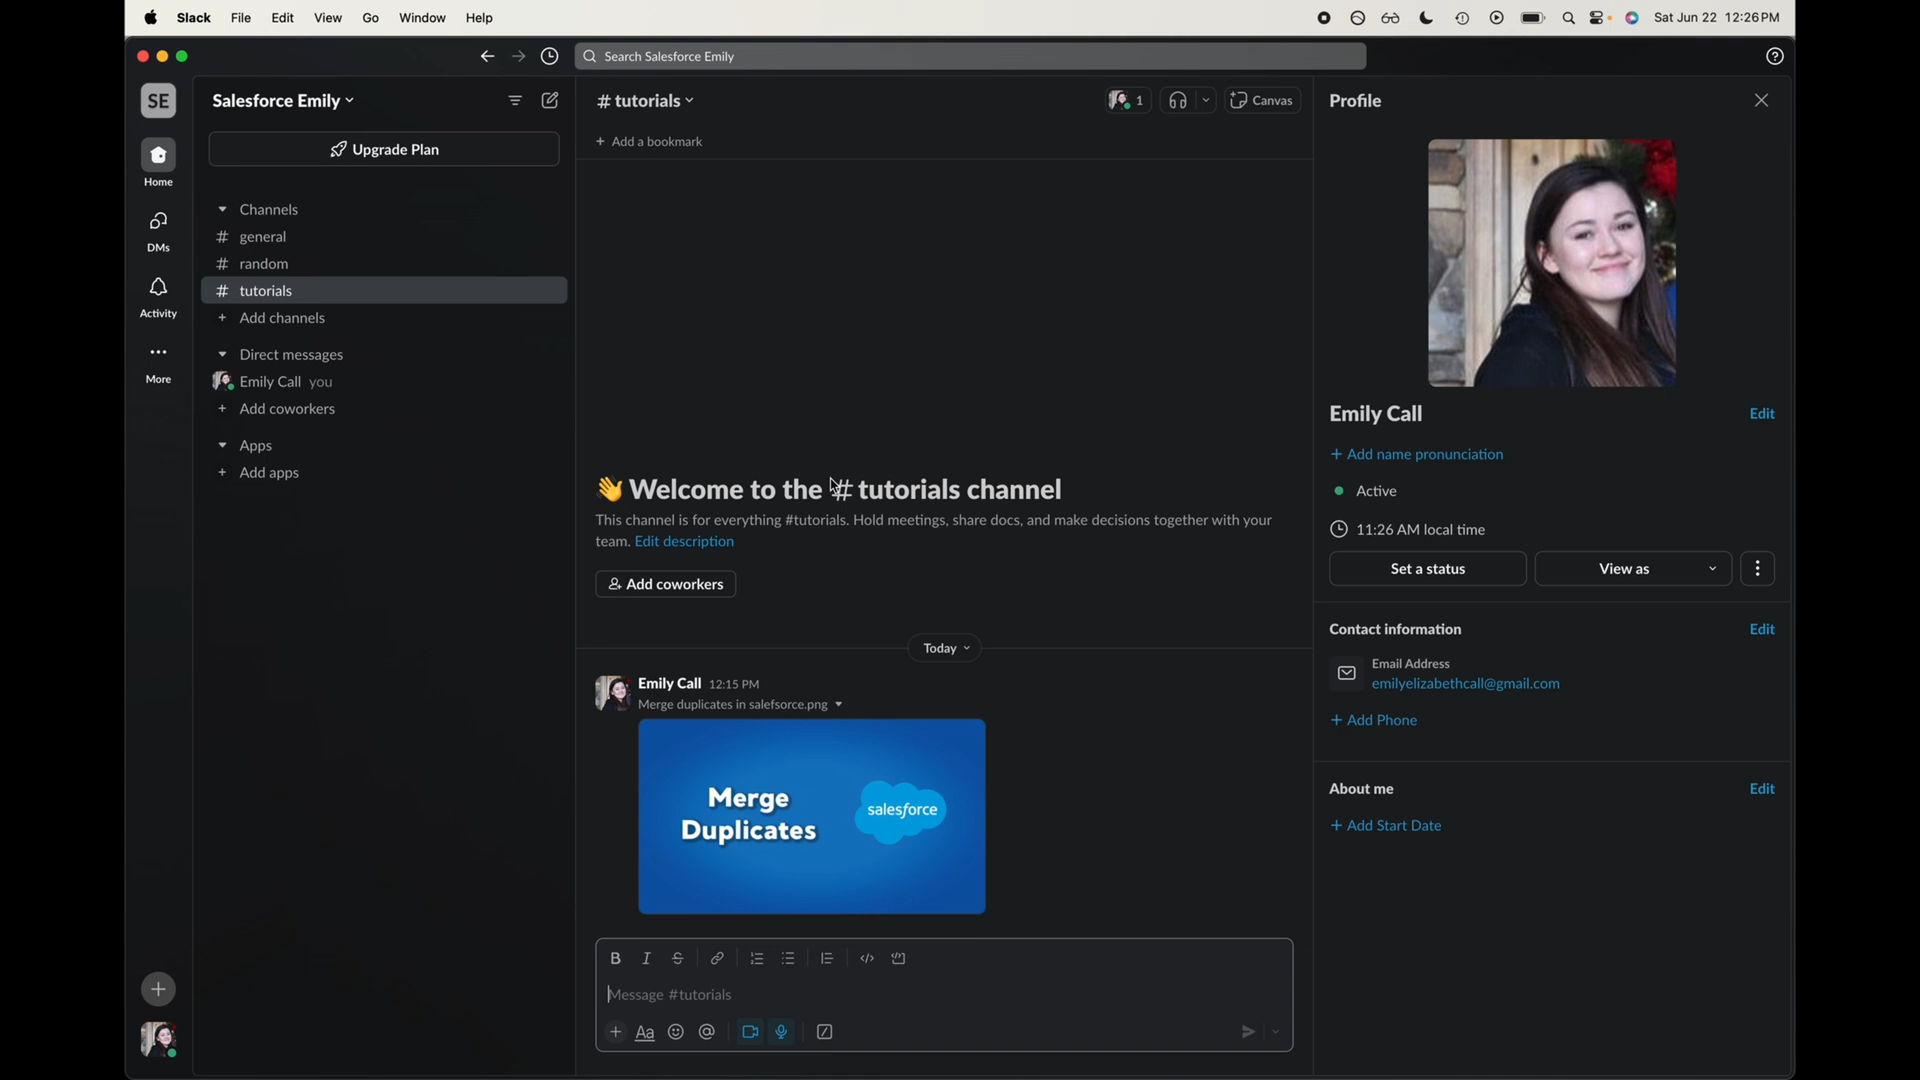 Slack File Edit View Go Window Help Sat Jun 22 12:26 PM
Search Salesforce Emily
SE
Home
DMs
Activity
More
Salesforce Emily
Upgrade Plan
Channels
# general
# random
# tutorials
+ Add channels
Direct messages
Emily Call you
+ Add coworkers
Apps
+ Add apps
# tutorials
1
Canvas
+ Add a bookmark
👋 Welcome to the # tutorials channel
This channel is for everything #tutorials. Hold meetings, share docs, and make decisions together with your
team. Edit description
Add coworkers
Today
Emily Call 12:15 PM
Merge duplicates in salefsorce.png
Merge
Duplicates
salesforce
B I S
Message #tutorials
+ Aa @
Profile
Emily Call Edit
+ Add name pronunciation
Active
11:26 AM local time
Set a status
View as
Contact information Edit
Email Address
emilyelizabethcall@gmail.com
+ Add Phone
About me Edit
+ Add Start Date